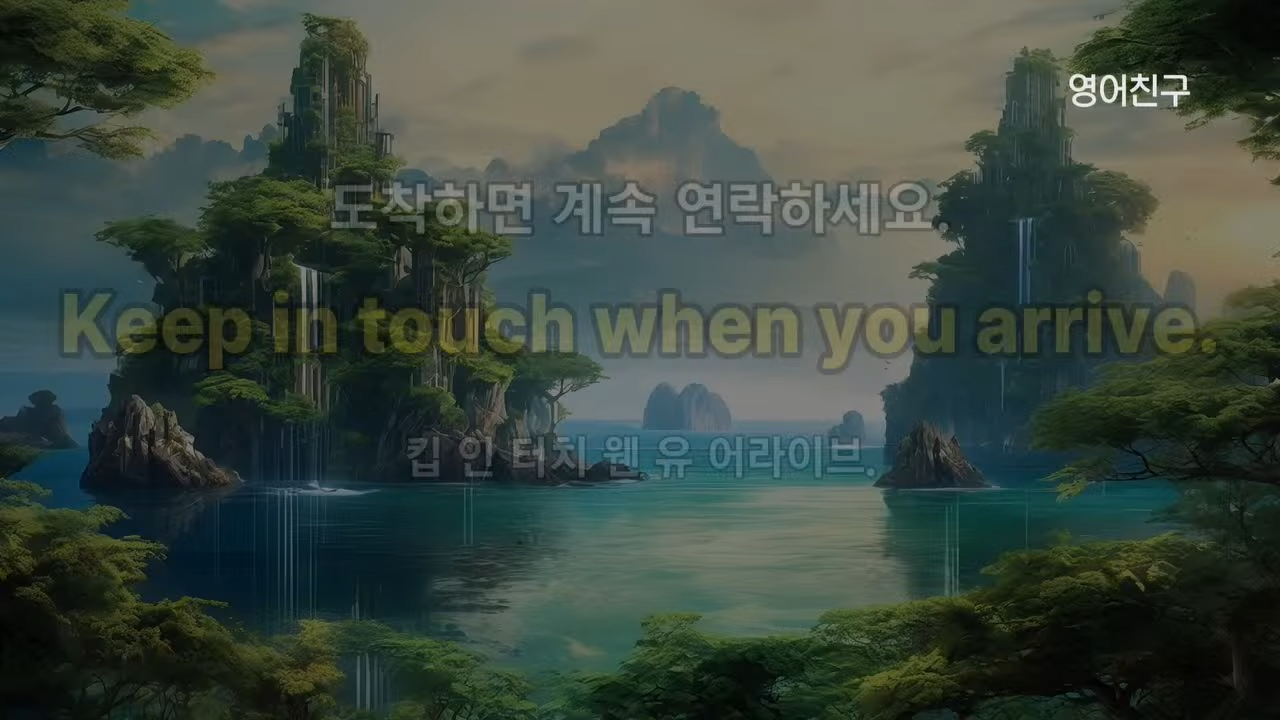 영어친구
도착하면 계속 연락하세요.
Keep in touch when you arrive.
킵 인 터치 웬 유 어라이브.